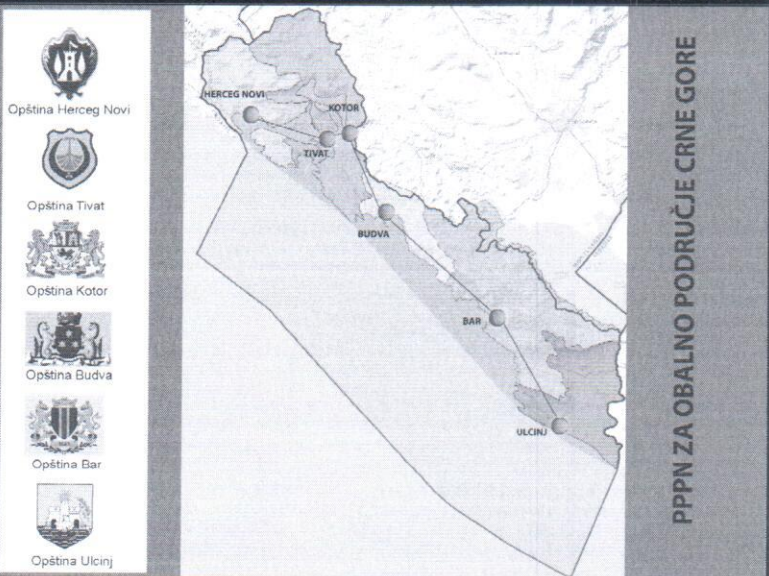 Opština Herceg Novi
Opština Tivat
Opština Kotor
Opština Budva
Opština Bar
Opština Ulcinj
HERCEG NOVI
KOTOR
TIVAT
BUDVA
BAR
ULCINJ
PPPN ZA OBALNO PODRUČJE CRNE GORE